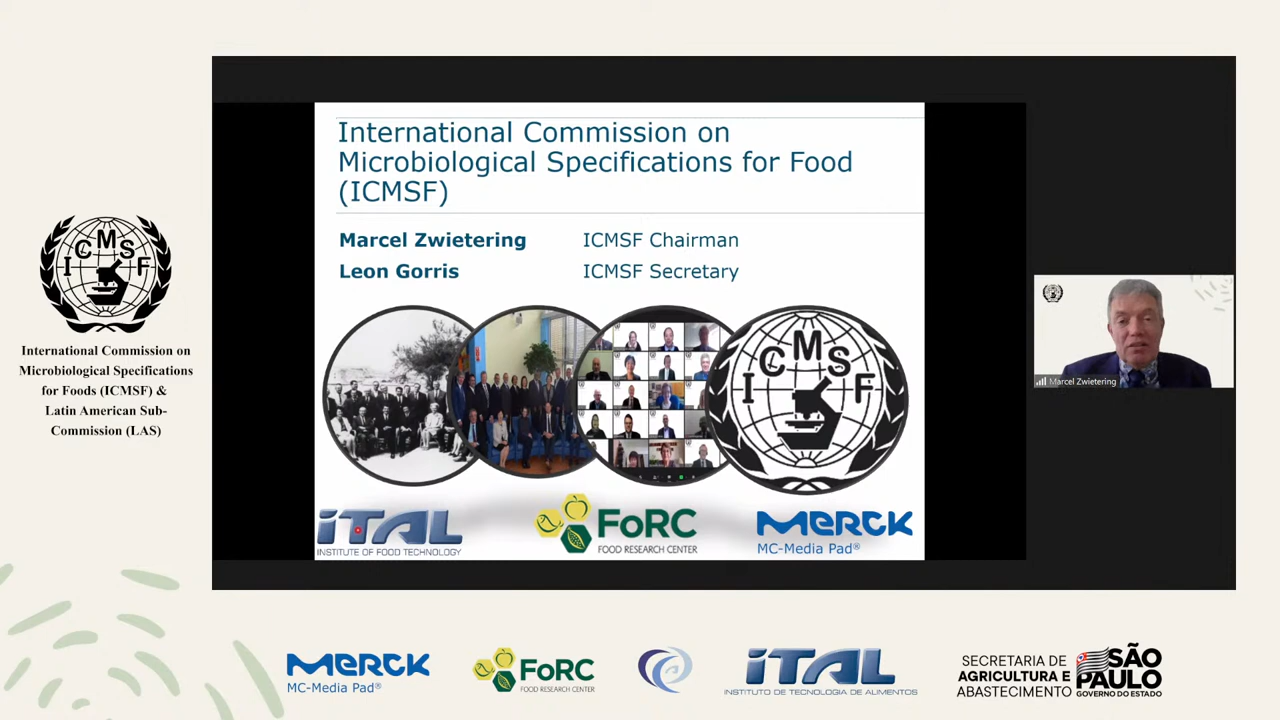 International Commission on
Microbiological Specifications for Food
(ICMSF)
Marcel Zwietering ICMSF Chairman
Leon Gorris ICMSF Secretary
ICMSF
ITAL
INSTITUTE OF FOOD TECHNOLOGY
FoRC
FOOD RESEARCH CENTER
MERCK
MC-Media Pad®
ICMSF
International Commission on
Microbiological Specifications
for Foods (ICMSF) &
Latin American Sub-
Commission (LAS)
Marcel Zwietering
MERCK
MC-Media Pad®
FoRC
FOOD RESEARCH CENTER
ITAL
INSTITUTO DE TECNOLOGIA DE ALIMENTOS
SECRETARIA DE
AGRICULTURA E
ABASTECIMENTO
SÃO
PAULO
GOVERNO DO ESTADO